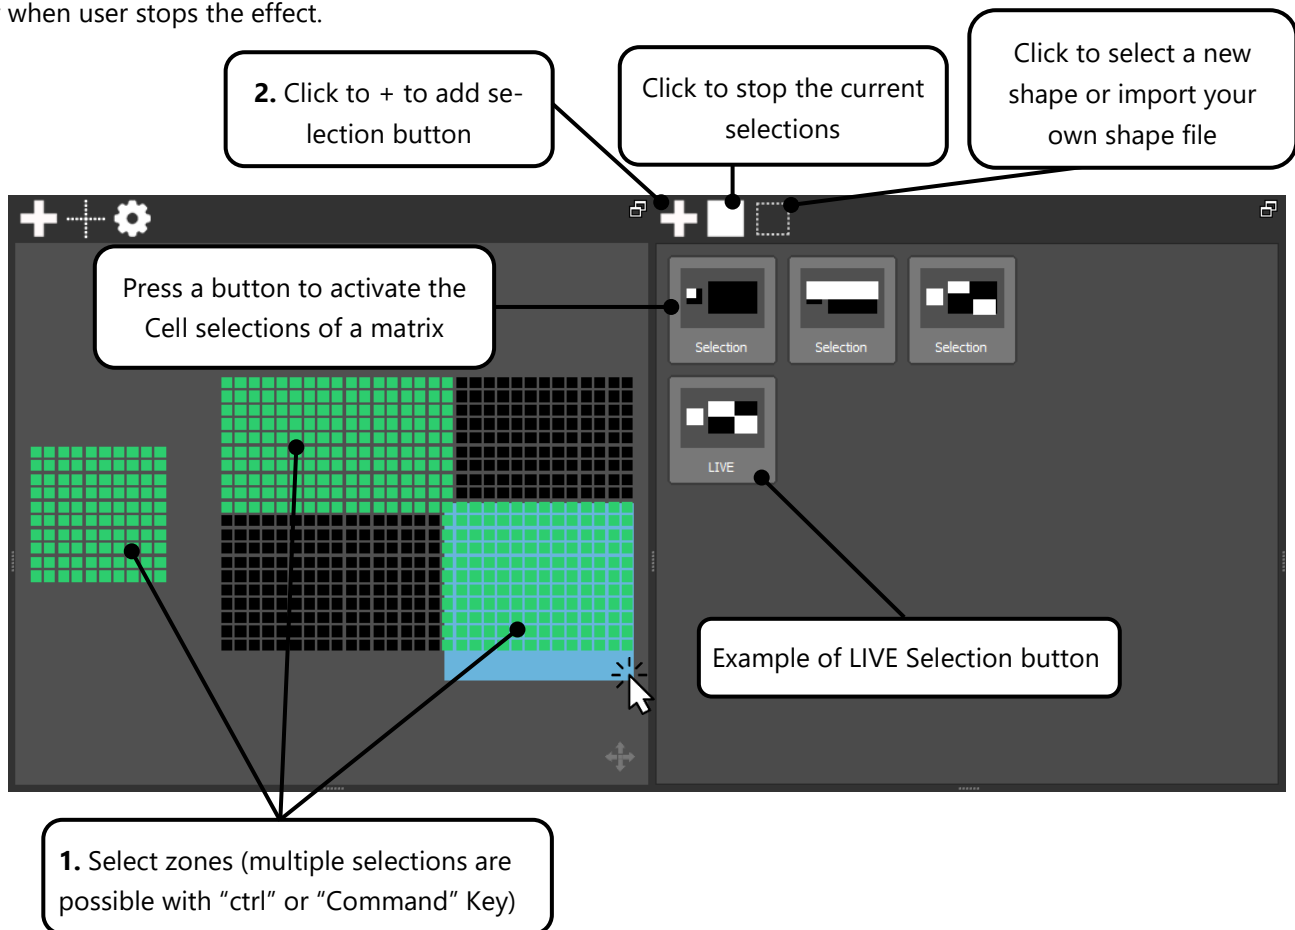 when user stops the effect.
2. Click to + to add se-
lection button
Click to stop the current
selections
Click to select a new
shape or import your
own shape file
Press a button to activate the
Cell selections of a matrix
Selection
Selection
Selection
LIVE
Example of LIVE Selection button
1. Select zones (multiple selections are
possible with “ctrl” or “Command” Key)